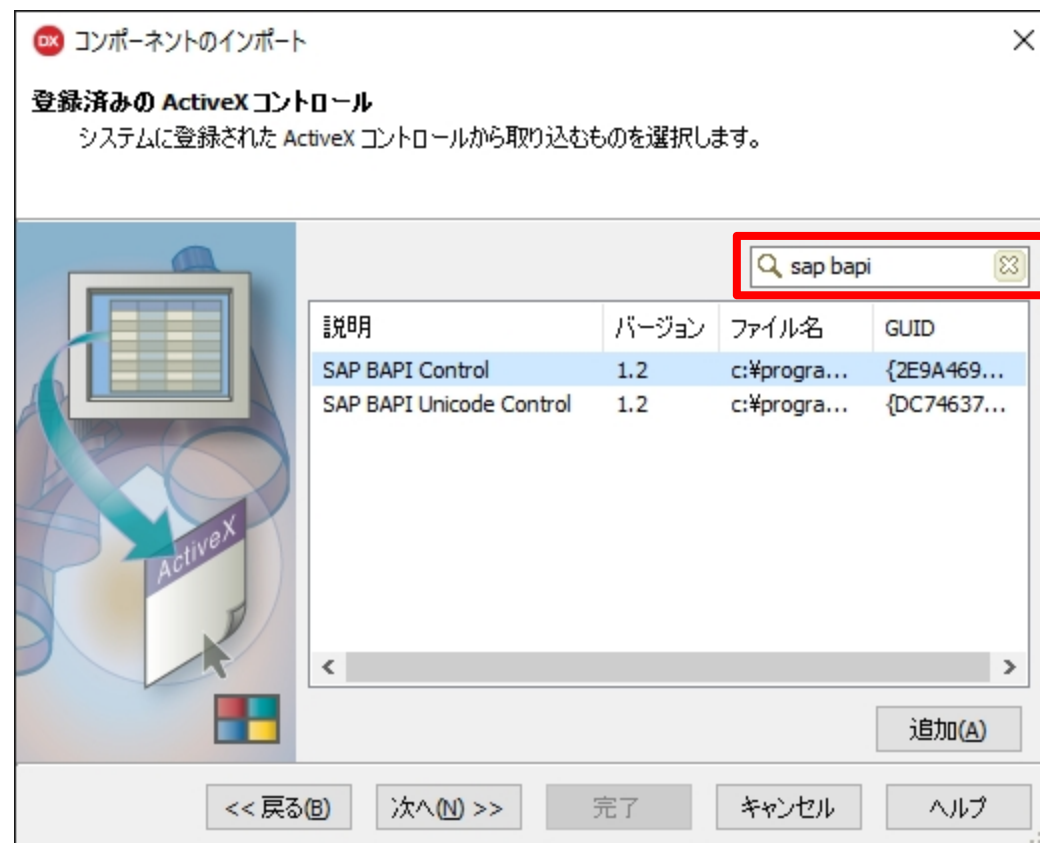 DX コンポーネントのインポート
登録済みの ActiveX コントロール
システムに登録された ActiveX コントロールから取り込むものを選択します。
sap bapi
説明 バージョン ファイル名 GUID
SAP BAPI Control 1.2 c:¥progra... {2E9A469...
SAP BAPI Unicode Control 1.2 c:¥progra... {DC74637...
ActiveX
追加(A)
<< 戻る(B) 次へ(N) >> 完了 キャンセル ヘルプ